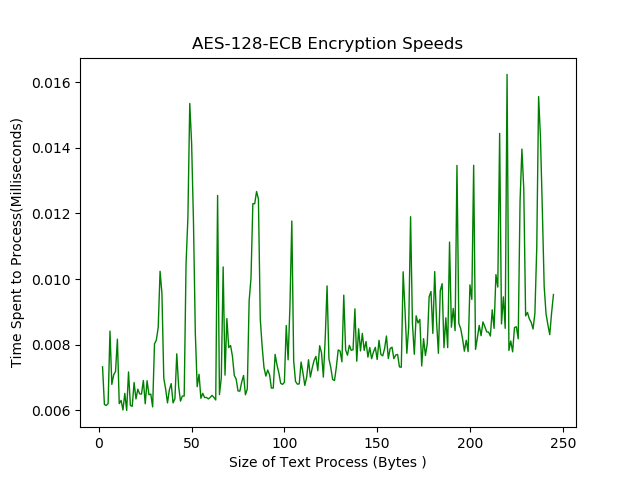 AES-128-ECB Encryption Speeds
0.016
0.014
0.012
0.010
0.008
0.006
Time Spent to Process(Milliseconds)
0 50 100 150 200 250
Size of Text Process (Bytes )